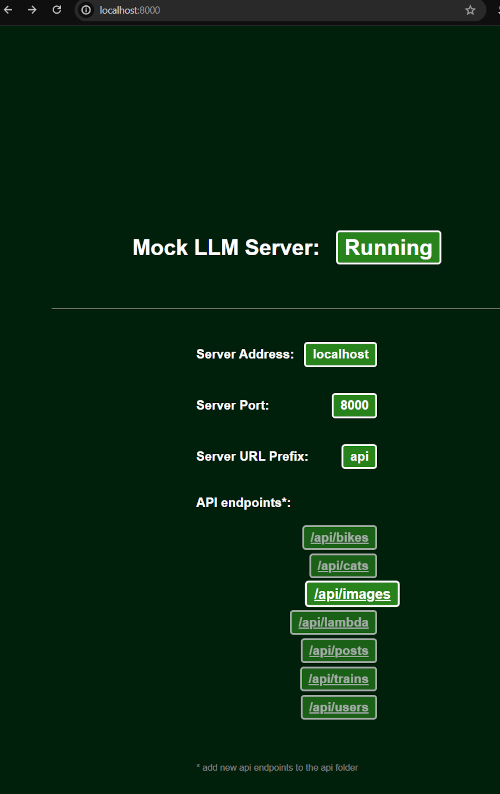 localhost:8000
Mock LLM Server: Running
Server Address: localhost
Server Port: 8000
Server URL Prefix: api
API endpoints*:
/api/bikes
/api/cats
/api/images
/api/lambda
/api/posts
/api/trains
/api/users
* add new api endpoints to the api folder